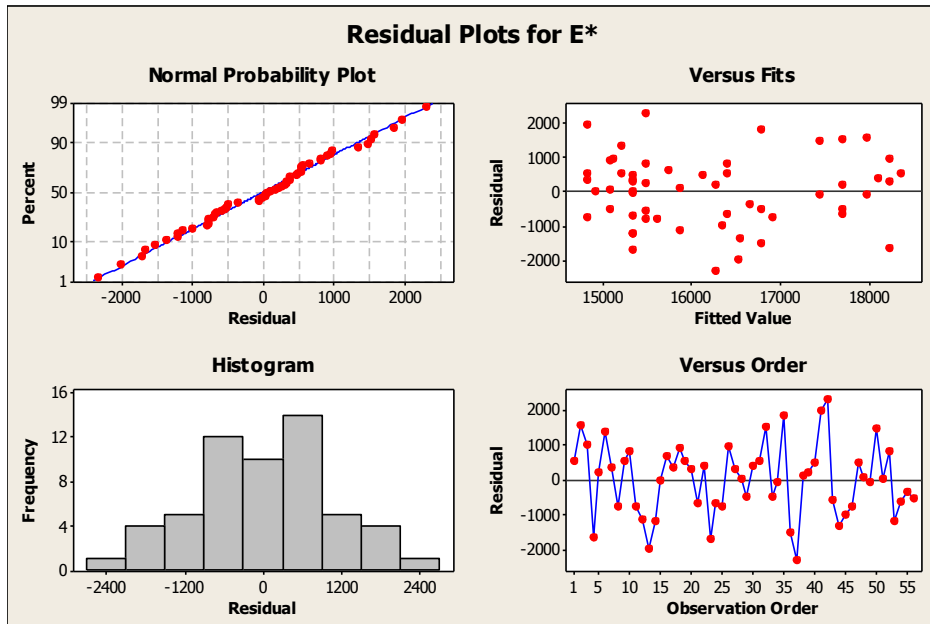 Residual Plots for E*
Normal Probability Plot
Versus Fits
99
90
50
10
1
Percent
-2000 -1000 0 1000 2000
Residual
2000
1000
0
-1000
-2000
Residual
15000 16000 17000 18000
Fitted Value
Histogram
Versus Order
16
12
8
4
0
Frequency
-2400 -1200 0 1200 2400
Residual
2000
1000
0
-1000
-2000
Residual
1 5 10 15 20 25 30 35 40 45 50 55
Observation Order